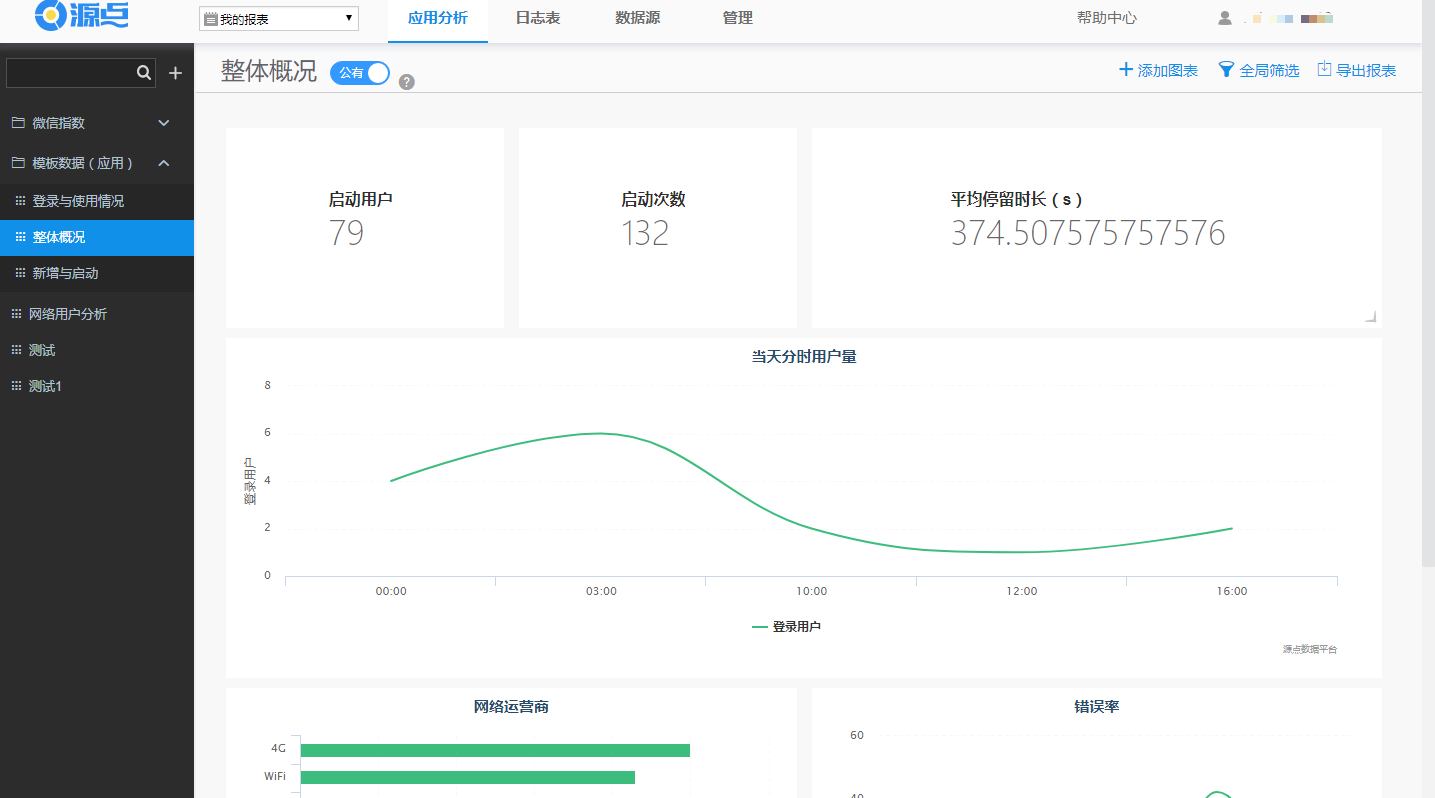 源点
我的报表
应用分析
日志表
数据源
管理
帮助中心
整体概况
公有
?
添加图表
全局筛选
导出报表
微信指数
模板数据（应用）
登录与使用情况
整体概况
新增与启动
网络用户分析
测试
测试1
启动用户
79
启动次数
132
平均停留时长（s）
374.507575757576
当天分时用户量
8
6
4
2
0
登录用户
00:00
03:00
10:00
12:00
16:00
登录用户
源点数据平台
网络运营商
4G
WiFi
错误率
60
40